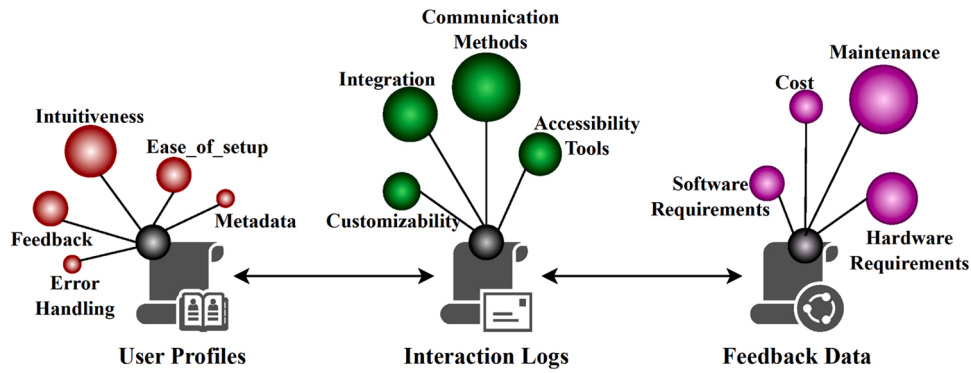 Intuitiveness
Ease_of_setup
Feedback
Metadata
Error
Handling
User Profiles
Communication
Methods
Integration
Accessibility
Tools
Customizability
Interaction Logs
Maintenance
Cost
Software
Requirements
Hardware
Requirements
Feedback Data